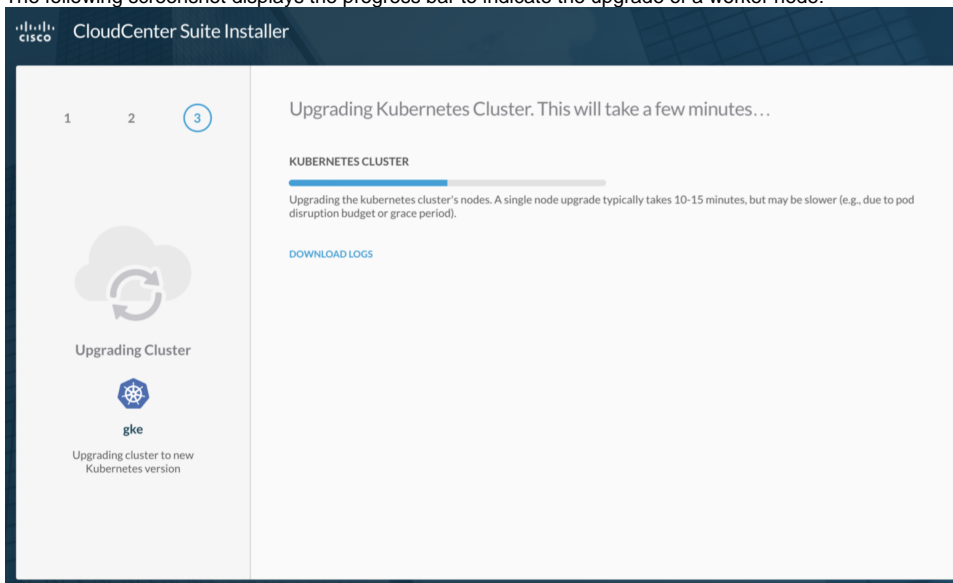 The following screenshot displays the progress bar to indicate the upgrade of a worker node.
cisco CloudCenter Suite Installer
1 2 3
Upgrading Kubernetes Cluster. This will take a few minutes...
KUBERNETES CLUSTER
Upgrading the kubernetes cluster's nodes. A single node upgrade typically takes 10-15 minutes, but may be slower (e.g., due to pod
disruption budget or grace period).
DOWNLOAD LOGS
Upgrading Cluster
gke
Upgrading cluster to new
Kubernetes version